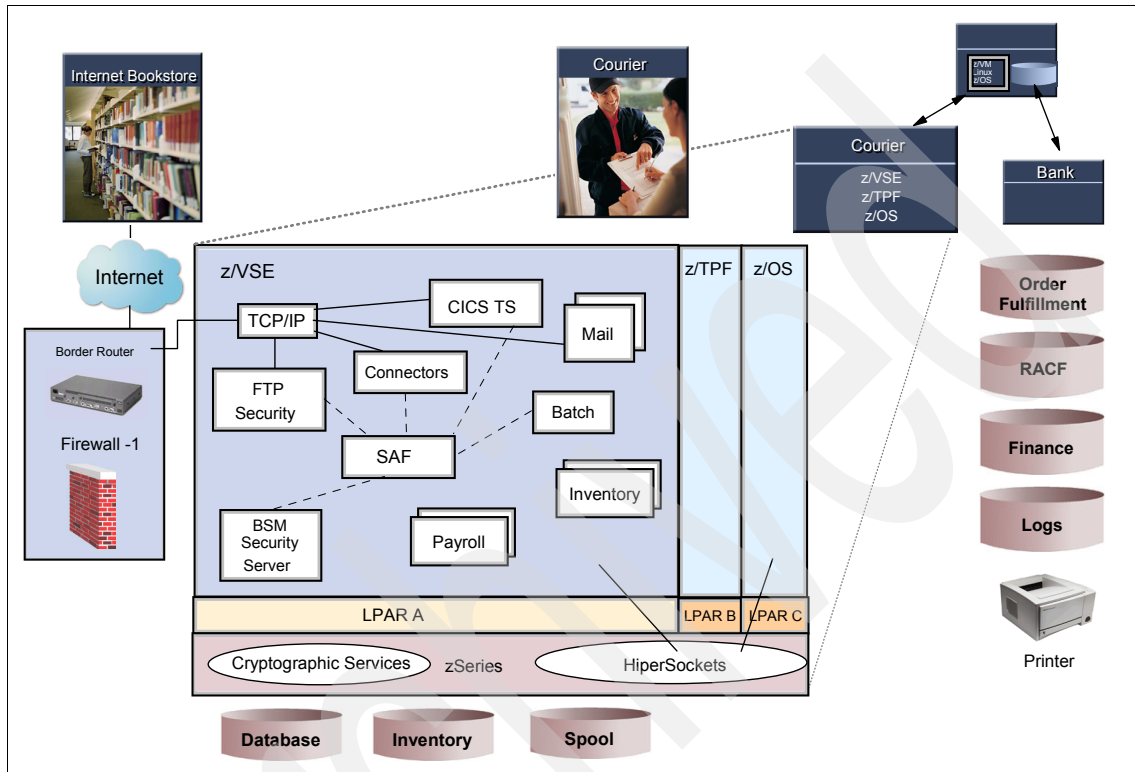 Internet Bookstore
Courier
z/VM
Linux
z/OS
Courier
z/VSE
z/TPF
z/OS
Bank
Internet
Border Router
Firewall -1
z/VSE
z/TPF
z/OS
TCP/IP
CICS TS
Mail
Connectors
FTP
Security
Batch
SAF
Inventory
BSM
Security
Server
Payroll
LPAR A
LPAR B
LPAR C
Cryptographic Services
zSeries
HiperSockets
Order
Fulfillment
RACF
Finance
Logs
Printer
Database
Inventory
Spool